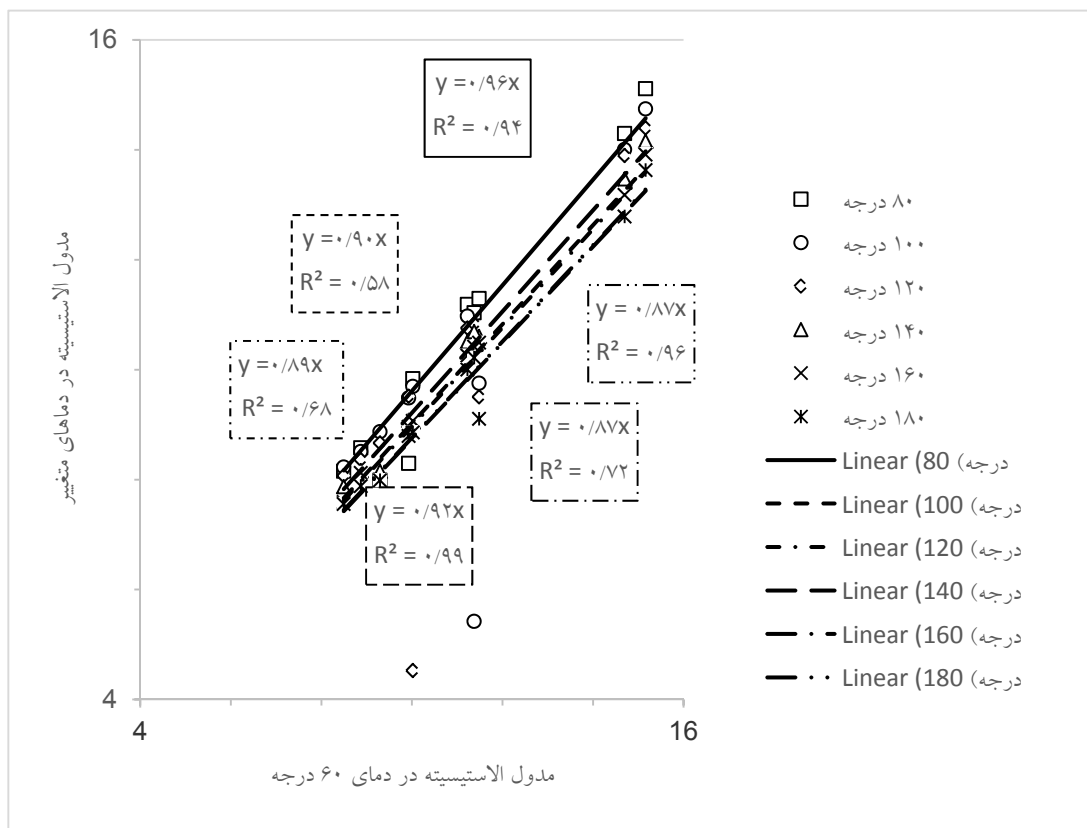 16
y =۰/۹۶x
R² = ۰/۹۴
y =۰/۹۰x
R² = ۰/۵۸
y =۰/۸۹x
R² = ۰/۶۸
y =۰/۸۷x
R² = ۰/۹۶
y =۰/۸۷x
R² = ۰/۷۲
y =۰/۹۲x
R² = ۰/۹۹
مدول الاستیسیته در دماهای متغییر
4
4
16
مدول الاستیسیته در دمای ۶۰ درجه
۸۰ درجه
۱۰۰ درجه
۱۲۰ درجه
۱۴۰ درجه
۱۶۰ درجه
۱۸۰ درجه
Linear (80 درجه)
Linear (100 درجه)
Linear (120 درجه)
Linear (140 درجه)
Linear (160 درجه)
Linear (180 درجه)